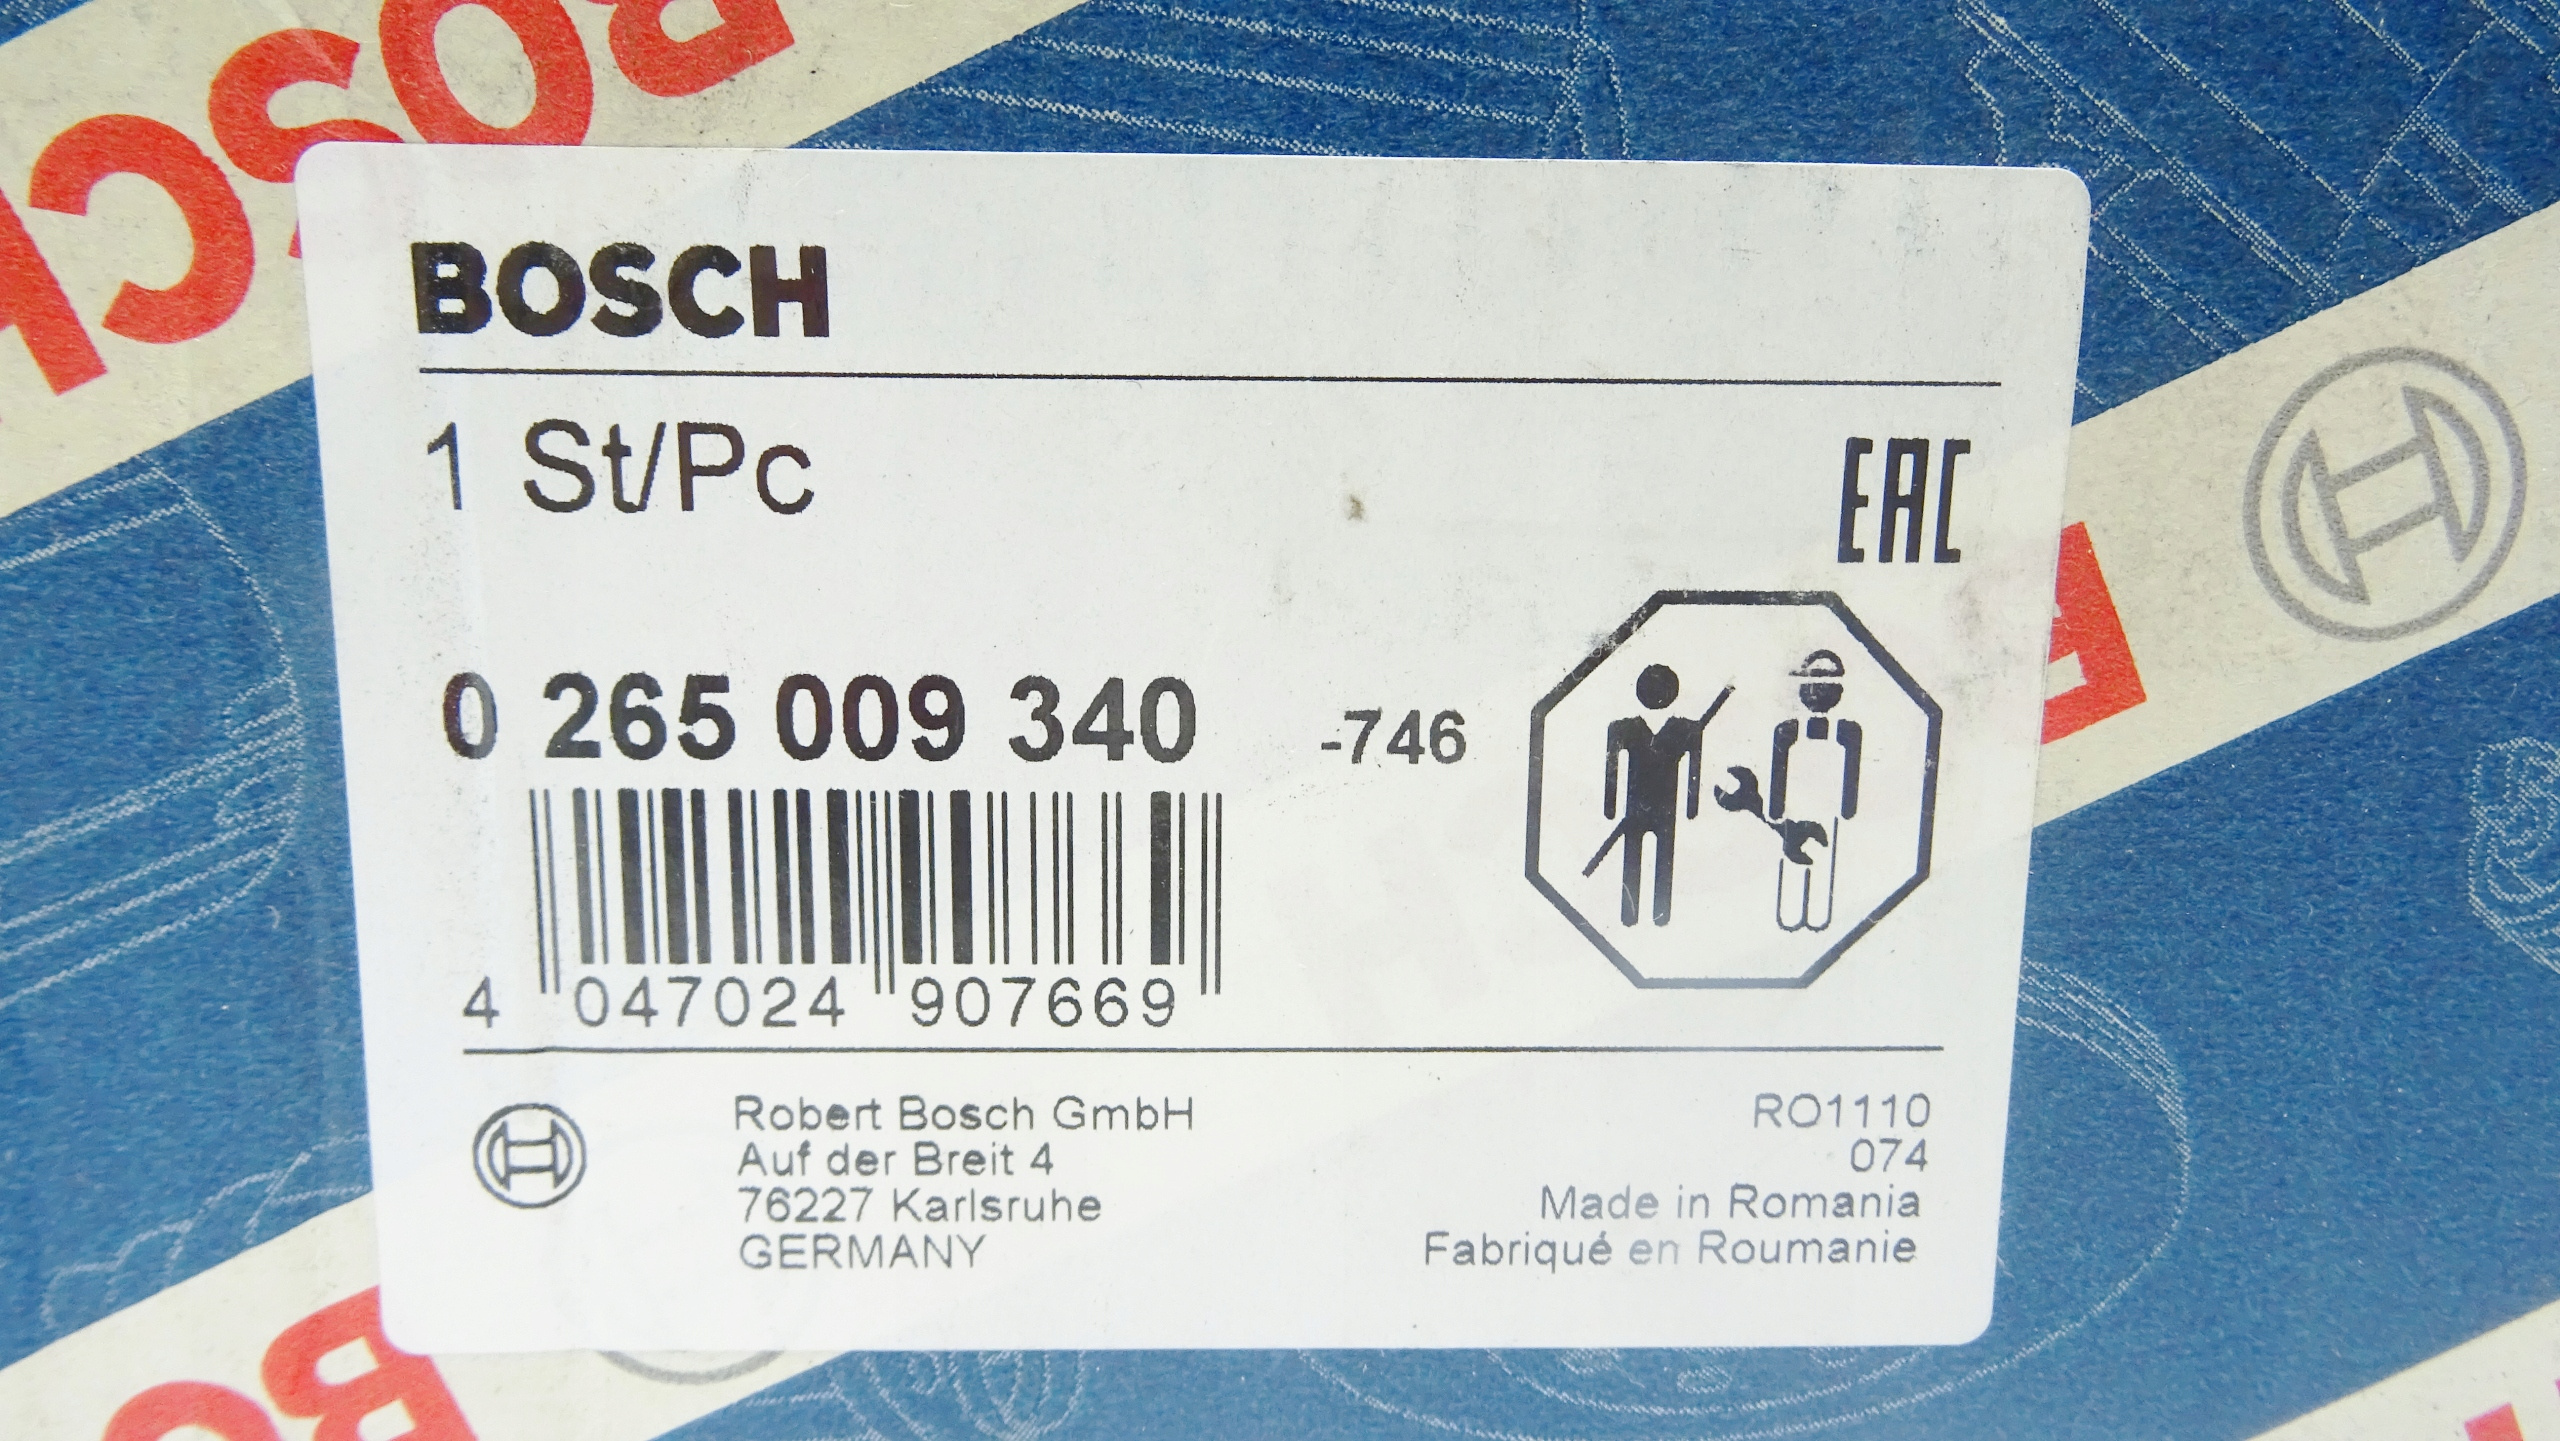 BOSCH
BOSCH
1 St/Pc
EAC
0 265 009 340 -746
4 047024 907669
Robert Bosch GmbH
Auf der Breit 4
76227 Karlsruhe
GERMANY
RO1110
074
Made in Romania
Fabriqué en Roumanie